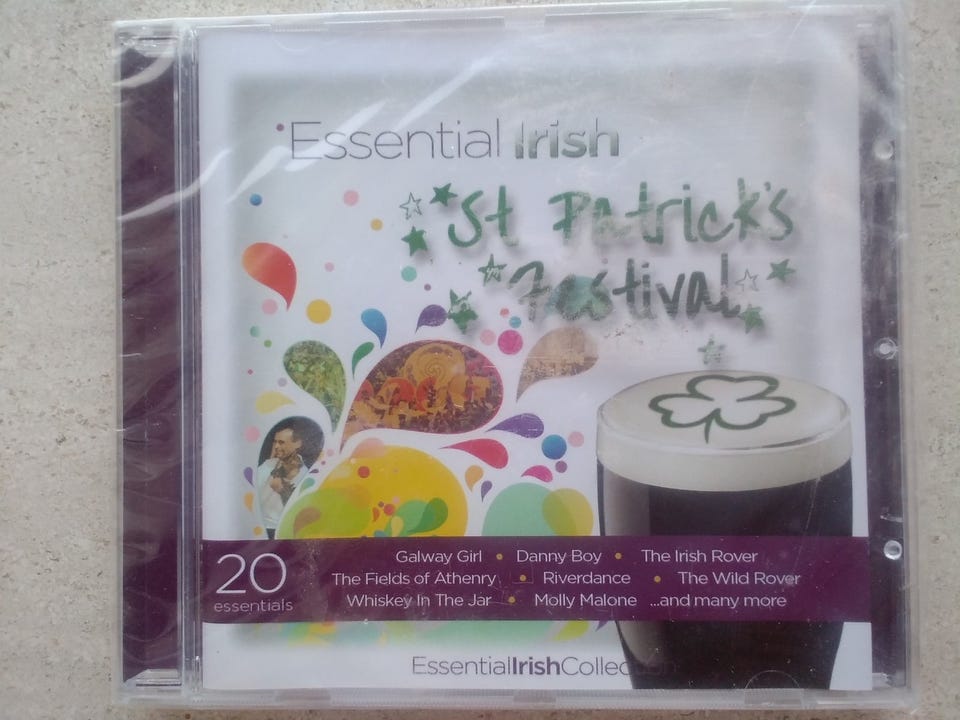 Essential Irish
St Patrick's
Festival
20
essentials
Galway Girl • Danny Boy • The Irish Rover
The Fields of Athenry • Riverdance • The Wild Rover
Whiskey In The Jar • Molly Malone ...and many more
EssentialIrishCollection